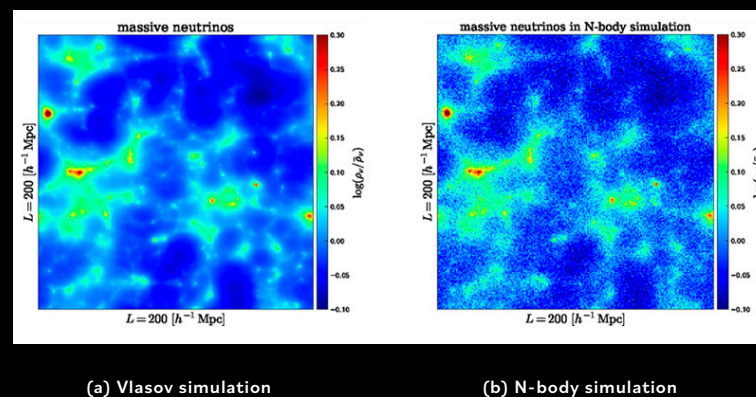 massive neutrinos
0.30
0.25
0.20
0.15
0.10
0.05
0.00
−0.05
−0.10
log(ρν/ρ̄ν)
L = 200 [h⁻¹ Mpc]
L = 200 [h⁻¹ Mpc]
massive neutrinos in N-body simulation
0.30
0.25
0.20
0.15
0.10
0.05
0.00
−0.05
−0.10
L = 200 [h⁻¹ Mpc]
L = 200 [h⁻¹ Mpc]
(a) Vlasov simulation
(b) N-body simulation